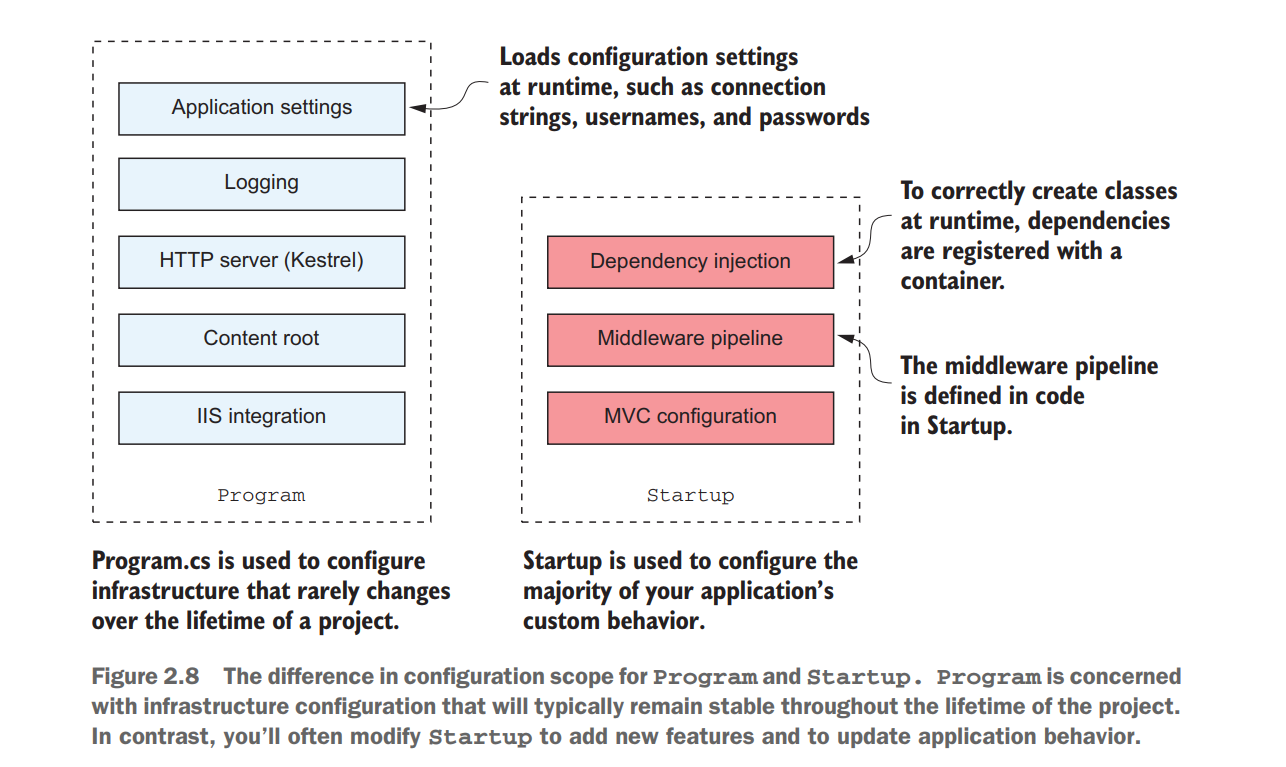 Loads configuration settings
at runtime, such as connection
strings, usernames, and passwords
Application settings
Logging
HTTP server (Kestrel)
Content root
IIS integration
Program
To correctly create classes
at runtime, dependencies
are registered with a
container.
Dependency injection
Middleware pipeline
MVC configuration
Startup
The middleware pipeline
is defined in code
in Startup.
Program.cs is used to configure
infrastructure that rarely changes
over the lifetime of a project.
Startup is used to configure the
majority of your application’s
custom behavior.
Figure 2.8 The difference in configuration scope for Program and Startup. Program is concerned
with infrastructure configuration that will typically remain stable throughout the lifetime of the project.
In contrast, you’ll often modify Startup to add new features and to update application behavior.